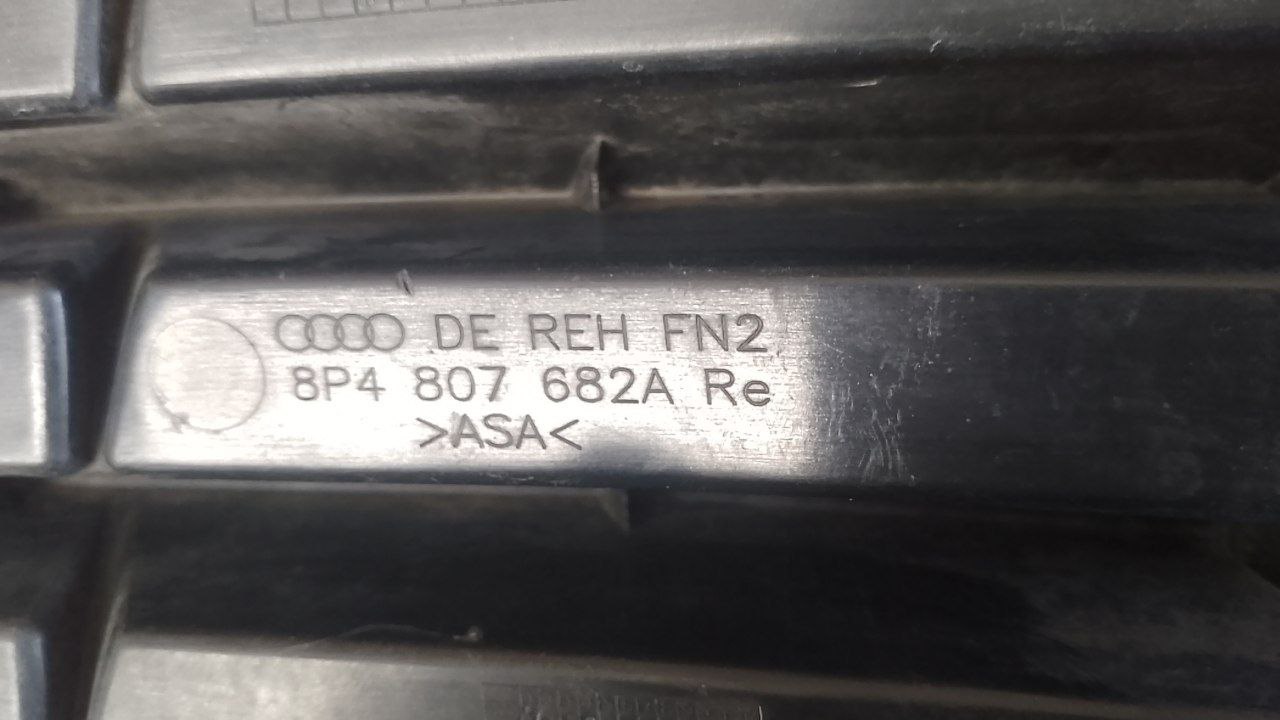 DE REH FN2
8P4 807 682A Re
>ASA<